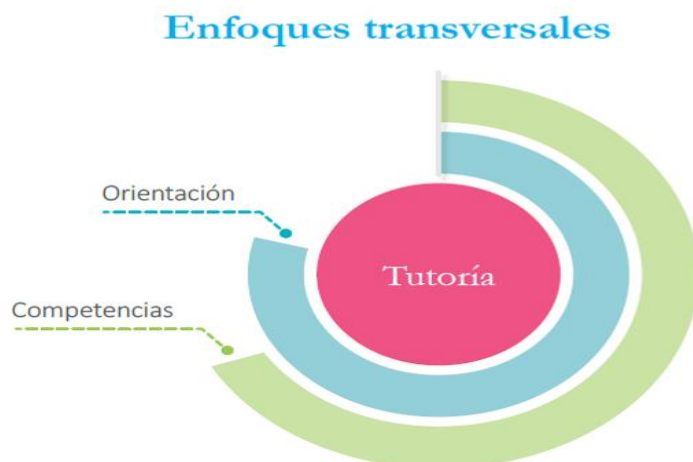 Enfoques transversales
Orientación
Tutoría
Competencias